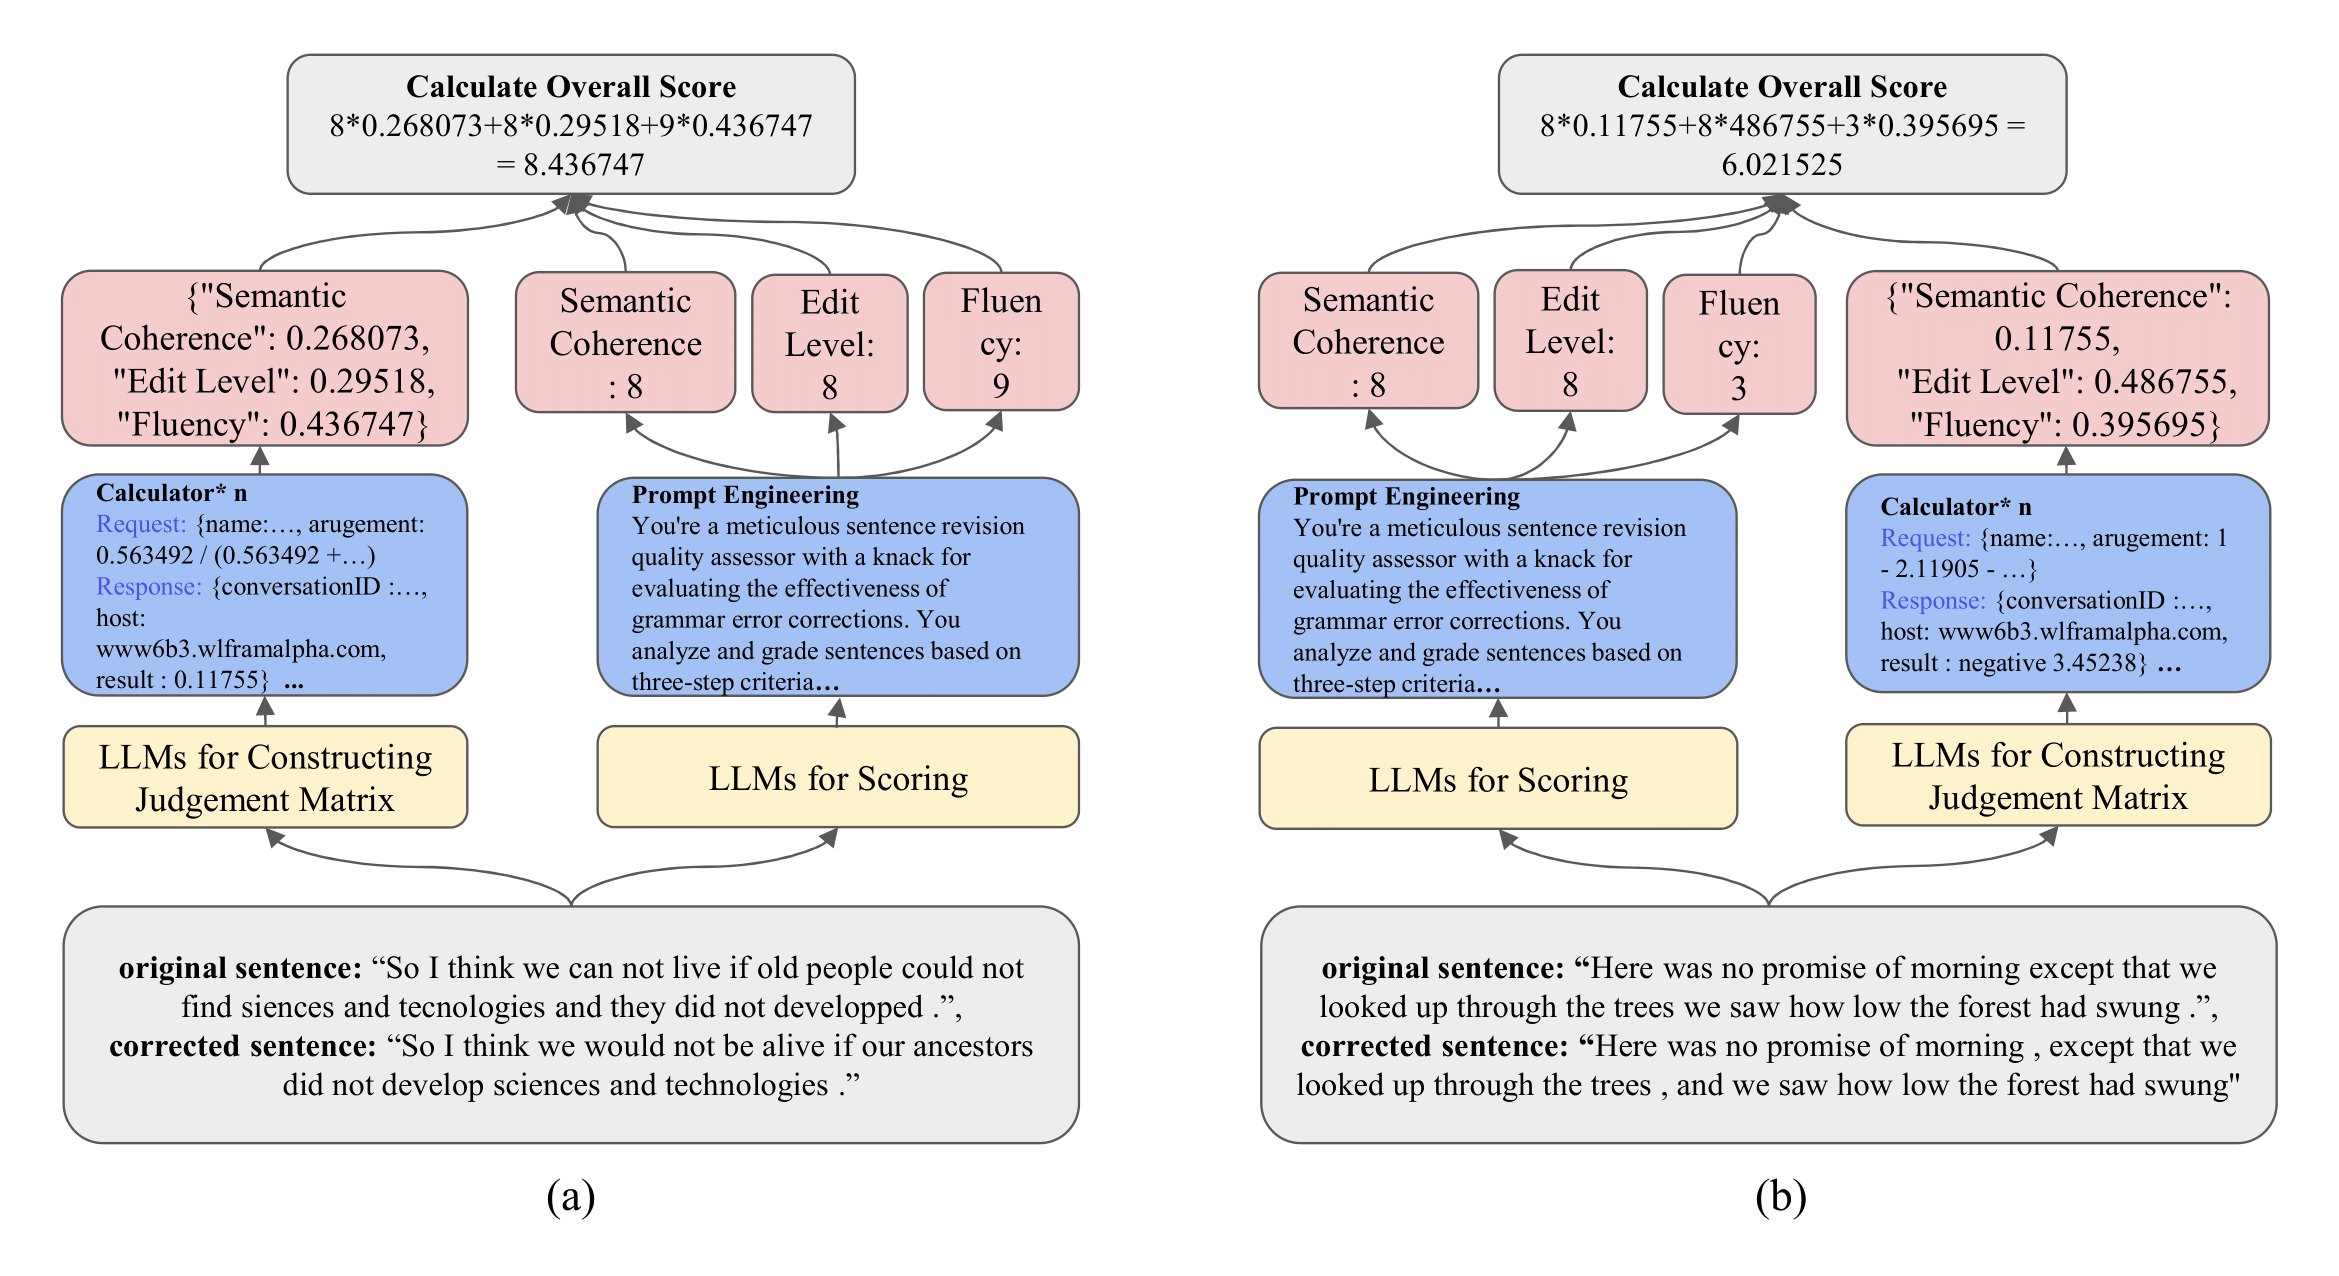 Calculate Overall Score
8*0.268073+8*0.29518+9*0.436747
= 8.436747
{"Semantic
Coherence": 0.268073,
"Edit Level": 0.29518,
"Fluency": 0.436747}
Semantic
Coherence
: 8
Edit
Level:
8
Fluen
cy:
9
Calculator* n
Request: {name:…, arugement:
0.563492 / (0.563492 +…)
Response: {conversationID :…,
host:
www6b3.wlframalpha.com,
result : 0.11755} ...
Prompt Engineering
You're a meticulous sentence revision
quality assessor with a knack for
evaluating the effectiveness of
grammar error corrections. You
analyze and grade sentences based on
three-step criteria…
LLMs for Constructing
Judgement Matrix
LLMs for Scoring
original sentence: “So I think we can not live if old people could not
find siences and tecnologies and they did not developped .”,
corrected sentence: “So I think we would not be alive if our ancestors
did not develop sciences and technologies .”
(a)
Calculate Overall Score
8*0.11755+8*486755+3*0.395695 =
6.021525
Semantic
Coherence
: 8
Edit
Level:
8
Fluen
cy:
3
{"Semantic Coherence":
0.11755,
"Edit Level": 0.486755,
"Fluency": 0.395695}
Prompt Engineering
You're a meticulous sentence revision
quality assessor with a knack for
evaluating the effectiveness of
grammar error corrections. You
analyze and grade sentences based on
three-step criteria…
Calculator* n
Request: {name:…, arugement: 1
- 2.11905 - …}
Response: {conversationID :…,
host: www6b3.wlframalpha.com,
result : negative 3.45238} …
LLMs for Scoring
LLMs for Constructing
Judgement Matrix
original sentence: “Here was no promise of morning except that we
looked up through the trees we saw how low the forest had swung .”,
corrected sentence: “Here was no promise of morning , except that we
looked up through the trees , and we saw how low the forest had swung"
(b)